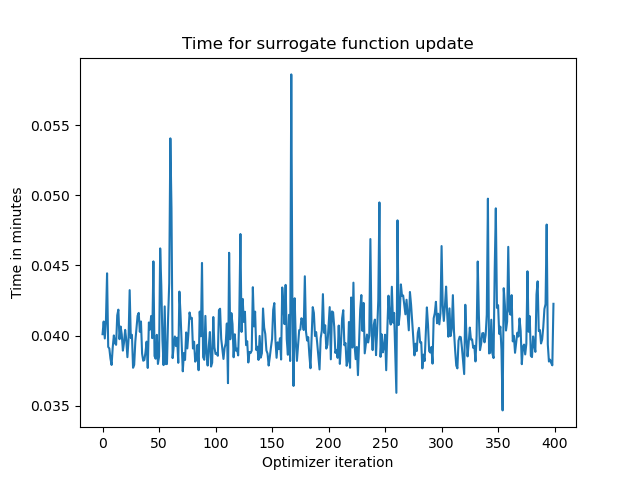 Time for surrogate function update
0.055
0.050
0.045
0.040
0.035
Time in minutes
0 50 100 150 200 250 300 350 400
Optimizer iteration